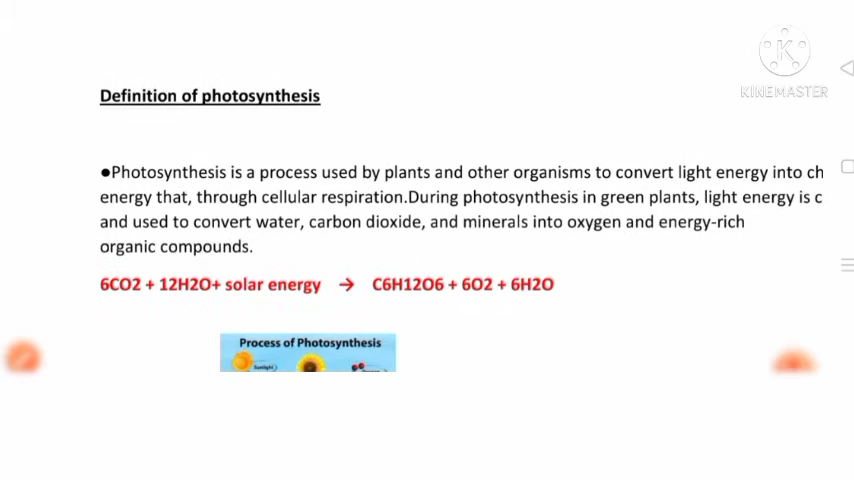 KINEMASTER
Definition of photosynthesis
●Photosynthesis is a process used by plants and other organisms to convert light energy into ch
energy that, through cellular respiration.During photosynthesis in green plants, light energy is c
and used to convert water, carbon dioxide, and minerals into oxygen and energy-rich
organic compounds.
6CO2 + 12H2O+ solar energy → C6H12O6 + 6O2 + 6H2O
Process of Photosynthesis
Sunlight